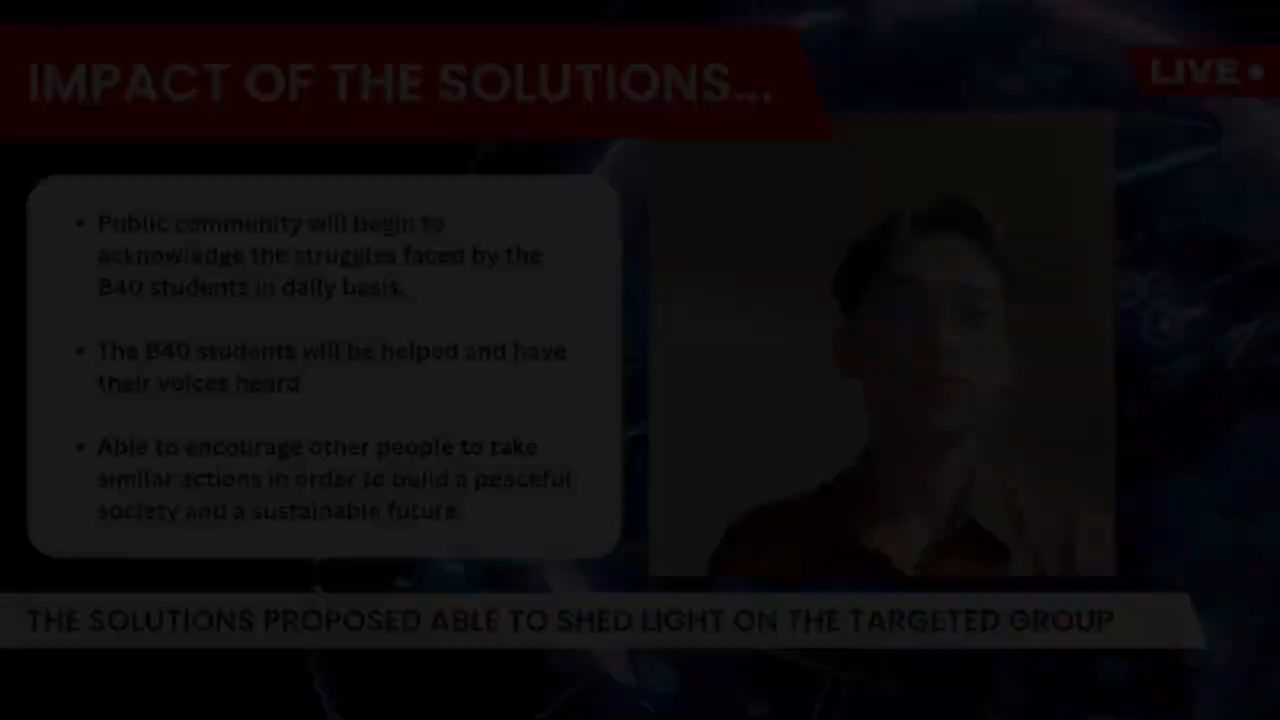 IMPACT OF THE SOLUTIONS...
LIVE
• Public community will begin to
acknowledge the struggles faced by the
B40 students in daily basis.
• The B40 students will be helped and have
their voices heard
• Able to encourage other people to take
similar actions in order to build a peaceful
society and a sustainable future.
THE SOLUTIONS PROPOSED ABLE TO SHED LIGHT ON THE TARGETED GROUP